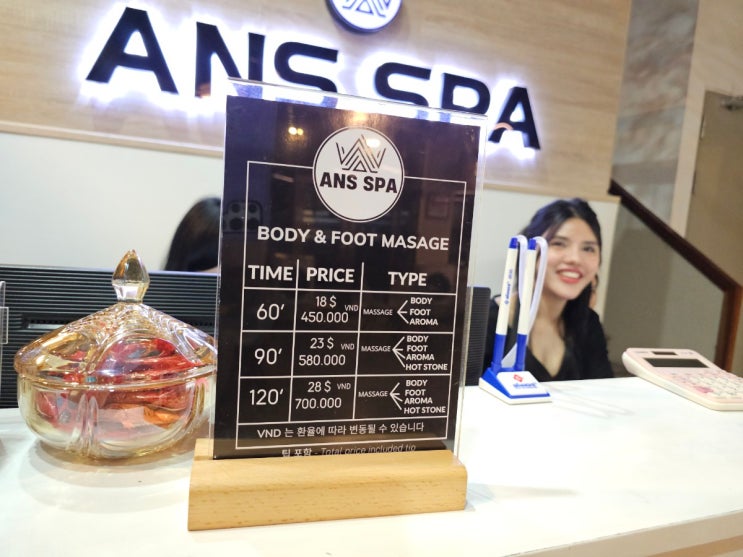 ANS SPA
ANS SPA
BODY & FOOT MASAGE
TIME PRICE TYPE
60' 18 $ VND 450.000 MASSAGE BODY FOOT AROMA
90' 23 $ VND 580.000 MASSAGE BODY FOOT AROMA HOT STONE
120' 28 $ VND 700.000 MASSAGE BODY FOOT AROMA HOT STONE
VND 는 환율에 따라 변동될 수 있습니다
팁 포함 - Total price included tip